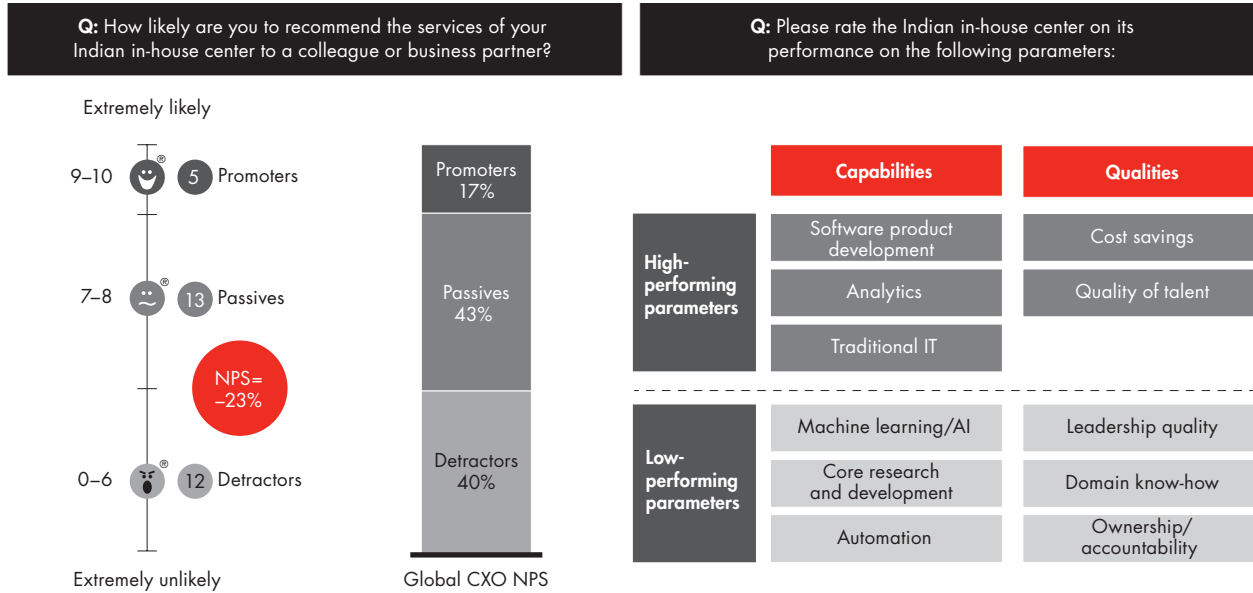 Q: How likely are you to recommend the services of your
Indian in-house center to a colleague or business partner?
Extremely likely
9–10
®
5
Promoters
7–8
®
13
Passives
NPS=
–23%
0–6
®
12
Detractors
Extremely unlikely
Promoters
17%
Passives
43%
Detractors
40%
Global CXO NPS
Q: Please rate the Indian in-house center on its
performance on the following parameters:
Capabilities
Qualities
High-
performing
parameters
Software product
development
Cost savings
Analytics
Quality of talent
Traditional IT
Low-
performing
parameters
Machine learning/AI
Leadership quality
Core research
and development
Domain know-how
Automation
Ownership/
accountability